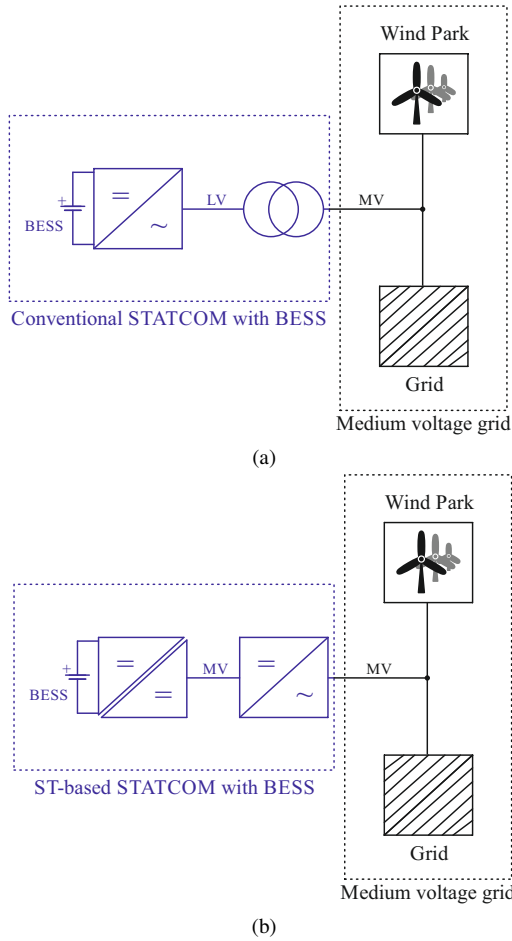 Wind Park
LV
MV
+
BESS
=
~
Conventional STATCOM with BESS
Grid
Medium voltage grid
(a)
Wind Park
MV
MV
+
BESS
=
=
=
~
ST-based STATCOM with BESS
Grid
Medium voltage grid
(b)